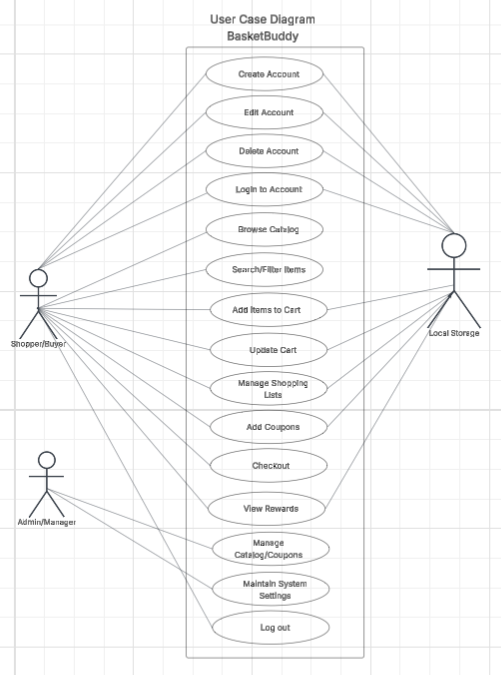 User Case Diagram
BasketBuddy
Create Account
Edit Account
Delete Account
Login to Account
Browse Catalog
Search/Filter Items
Add Items to Cart
Update Cart
Manage Shopping
Lists
Add Coupons
Checkout
View Rewards
Manage
Catalog/Coupons
Maintain System
Settings
Log out
Shopper/Buyer
Admin/Manager
Local Storage